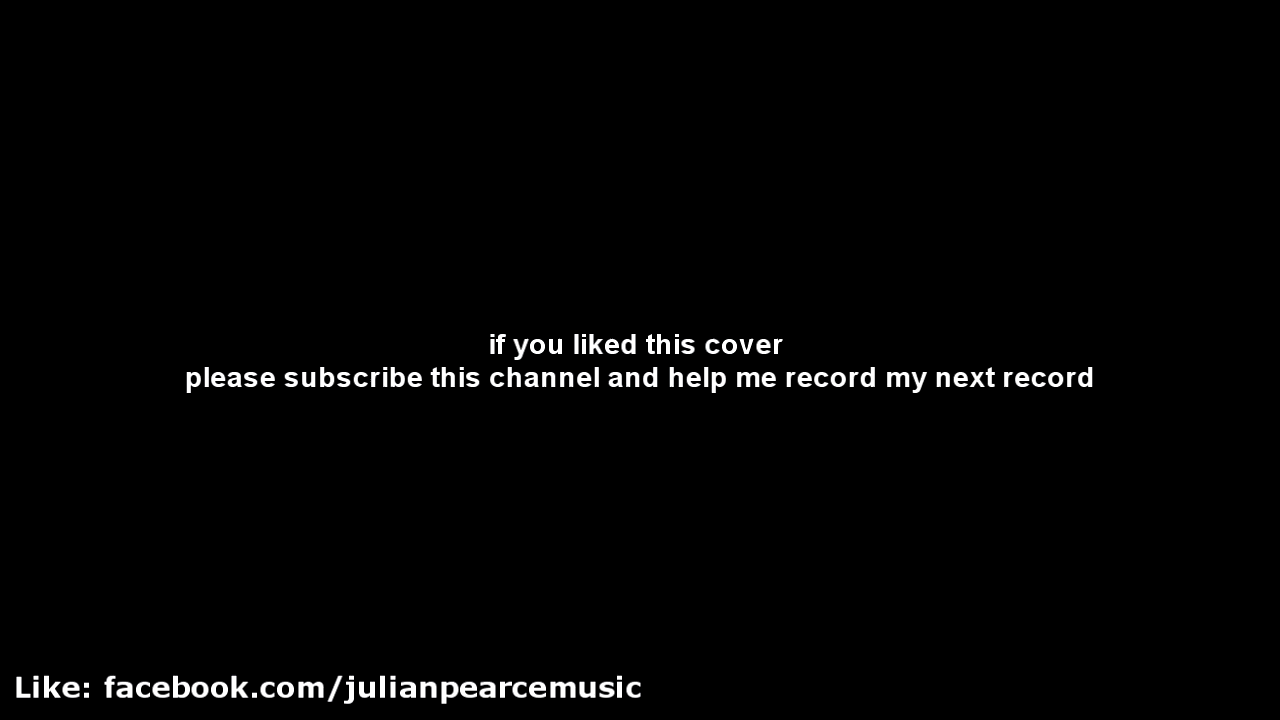 if you liked this cover
please subscribe this channel and help me record my next record
Like: facebook.com/julianpearcemusic